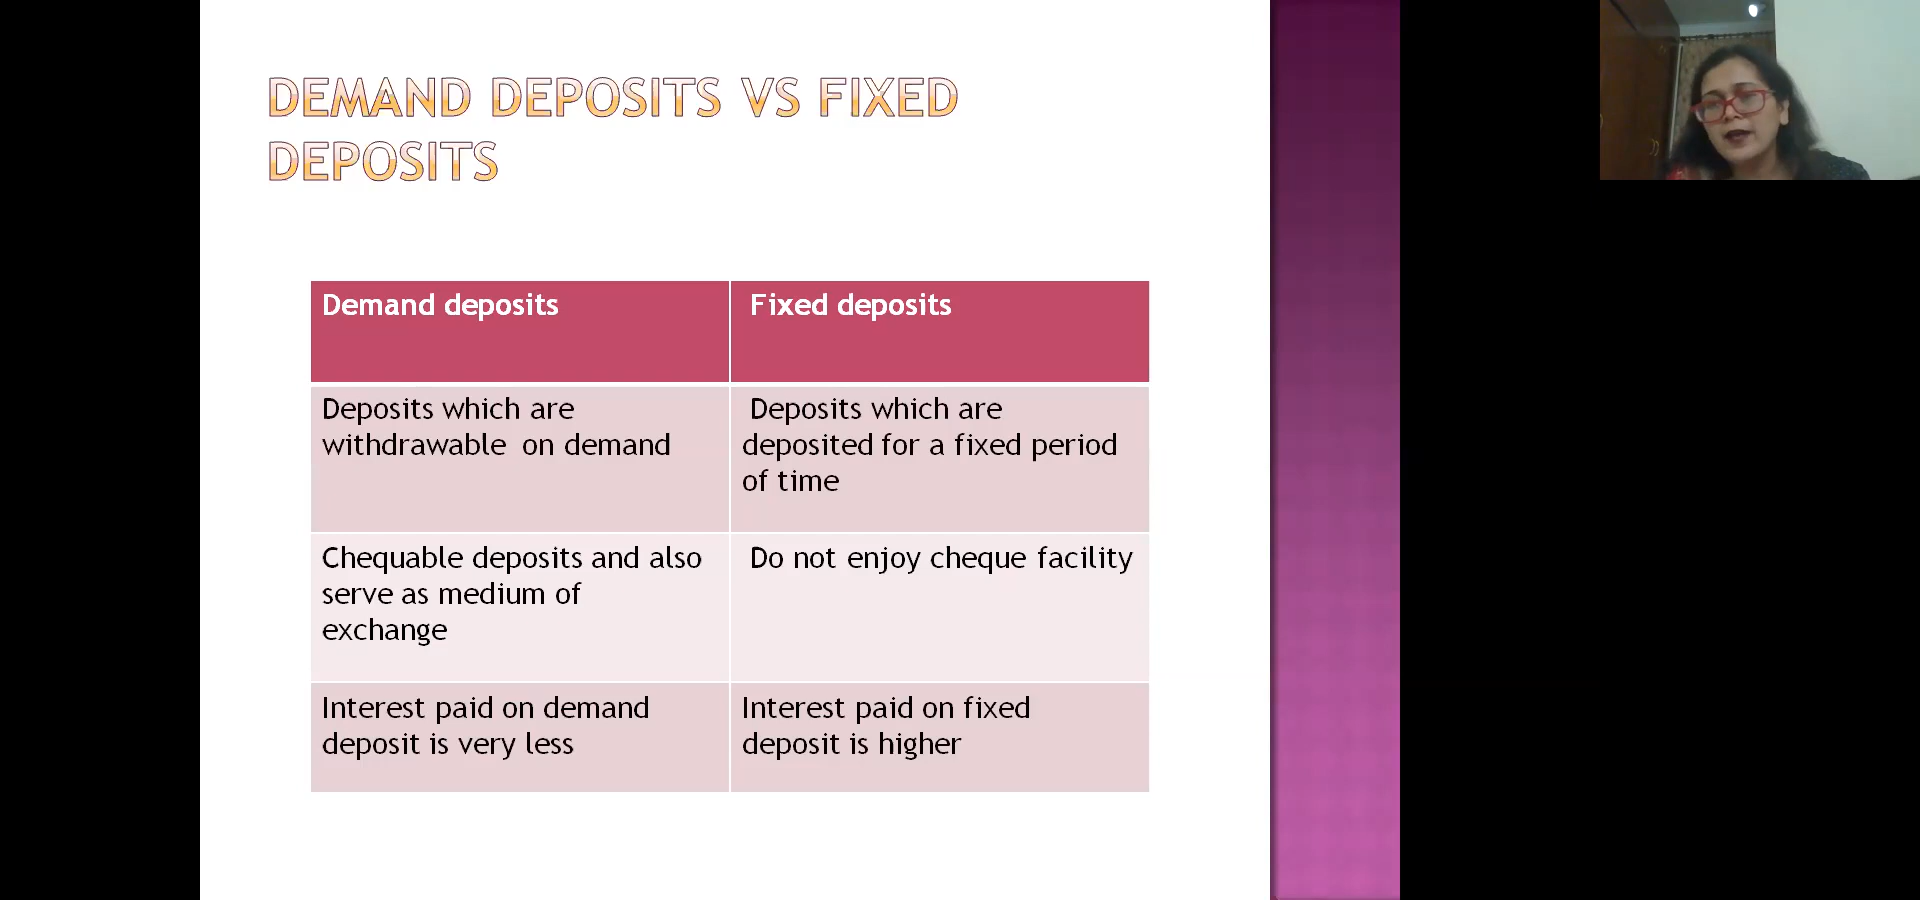 DEMAND DEPOSITS VS FIXED
DEPOSITS
Demand deposits
Fixed deposits
Deposits which are
withdrawable on demand
Deposits which are
deposited for a fixed period
of time
Chequable deposits and also
serve as medium of
exchange
Do not enjoy cheque facility
Interest paid on demand
deposit is very less
Interest paid on fixed
deposit is higher